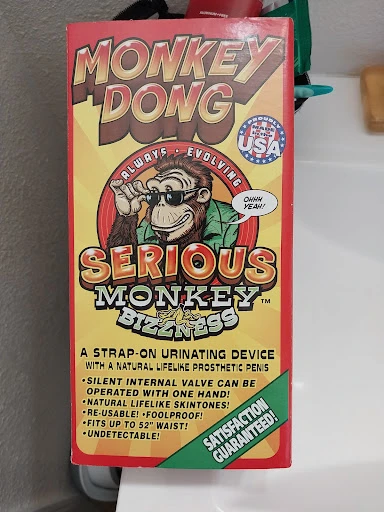 MONKEY
DONG
PROUDLY
MADE
IN THE
USA
ALWAYS • EVOLVING
OHHH
YEAH!
SERIOUS
MONKEY™
BIZZNESS
A STRAP-ON URINATING DEVICE
WITH A NATURAL LIFELIKE PROSTHETIC PENIS
•SILENT INTERNAL VALVE CAN BE
OPERATED WITH ONE HAND!
•NATURAL LIFELIKE SKINTONES!
•RE-USABLE! •FOOLPROOF!
•FITS UP TO 52" WAIST!
•UNDETECTABLE!
SATISFACTION
GUARANTEED!